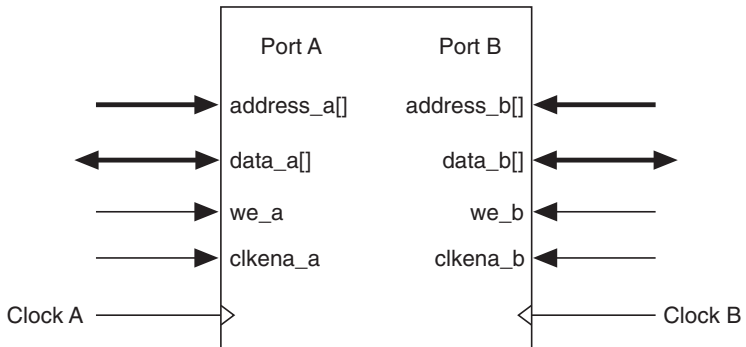 Port A Port B
address_a[] address_b[]
data_a[] data_b[]
we_a we_b
clkena_a clkena_b
Clock A Clock B